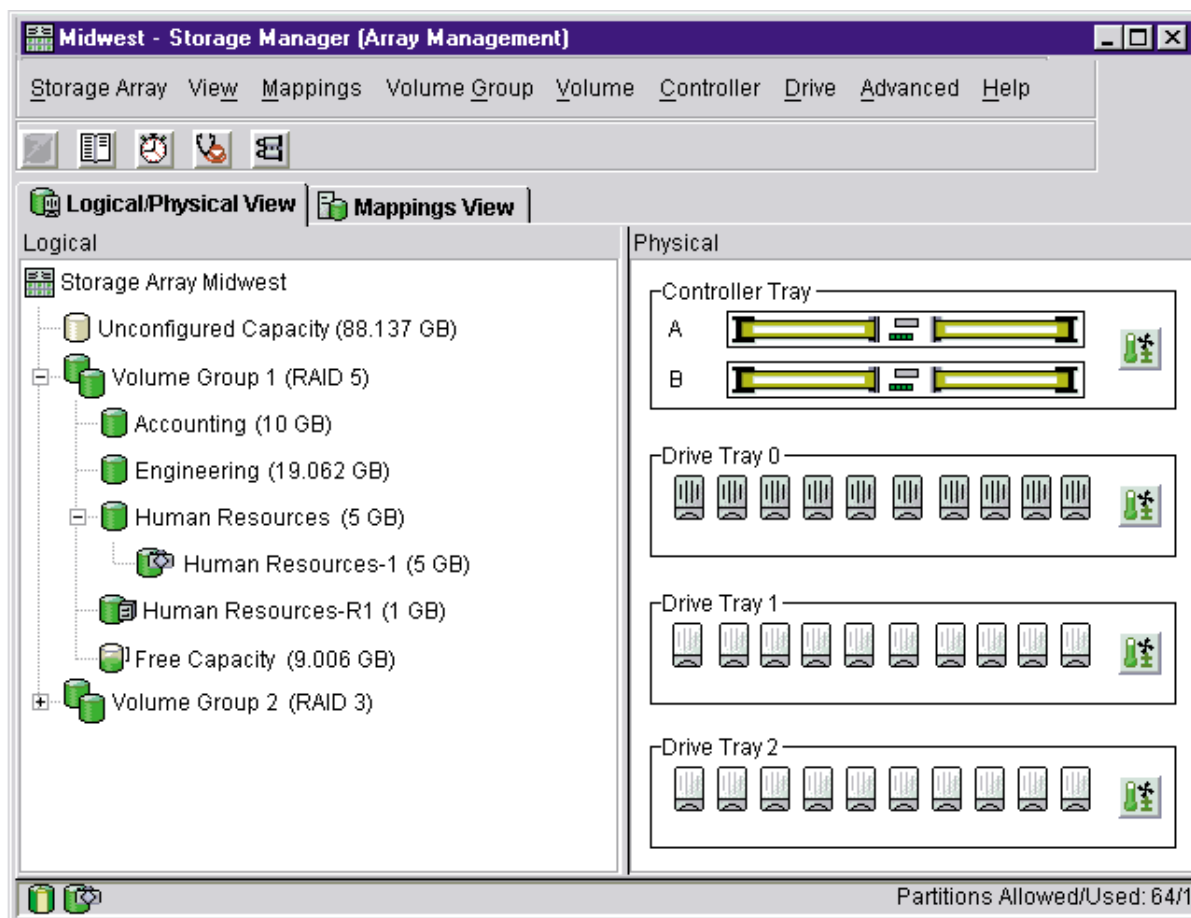 Midwest - Storage Manager (Array Management)
Storage Array View Mappings Volume Group Volume Controller Drive Advanced Help
Logical/Physical View Mappings View
Logical
Storage Array Midwest
Unconfigured Capacity (88.137 GB)
Volume Group 1 (RAID 5)
Accounting (10 GB)
Engineering (19.062 GB)
Human Resources (5 GB)
Human Resources-1 (5 GB)
Human Resources-R1 (1 GB)
Free Capacity (9.006 GB)
Volume Group 2 (RAID 3)
Physical
Controller Tray
A
B
Drive Tray 0
Drive Tray 1
Drive Tray 2
Partitions Allowed/Used: 64/1